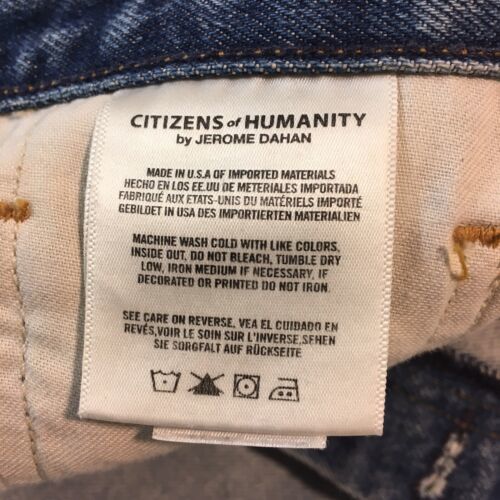 CITIZENS of HUMANITY
by JEROME DAHAN
MADE IN U.S.A OF IMPORTED MATERIALS
HECHO EN LOS EE.UU DE METERIALES IMPORTADA
FABRIQUÉ AUX ETATS-UNIS DU MATÉRIELS IMPORTÉ
GEBILDET IN USA DES IMPORTIERTEN MATERIALIEN
MACHINE WASH COLD WITH LIKE COLORS,
INSIDE OUT, DO NOT BLEACH, TUMBLE DRY
LOW, IRON MEDIUM IF NECESSARY, IF
DECORATED OR PRINTED DO NOT IRON.
SEE CARE ON REVERSE, VEA EL CUIDADO EN
REVÉS,VOIR LE SOIN SUR L'INVERSE,SEHEN
SIE SORGFALT AUF RÜCKSEITE